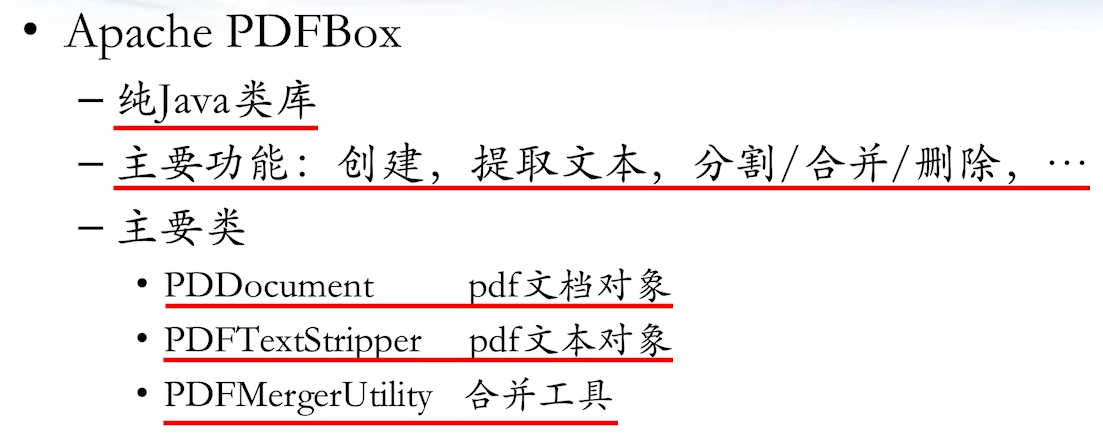 • Apache PDFBox
– 纯Java类库
– 主要功能：创建，提取文本，分割/合并/删除，…
– 主要类
• PDDocument pdf文档对象
• PDFTextStripper pdf文本对象
• PDFMergerUtility 合并工具